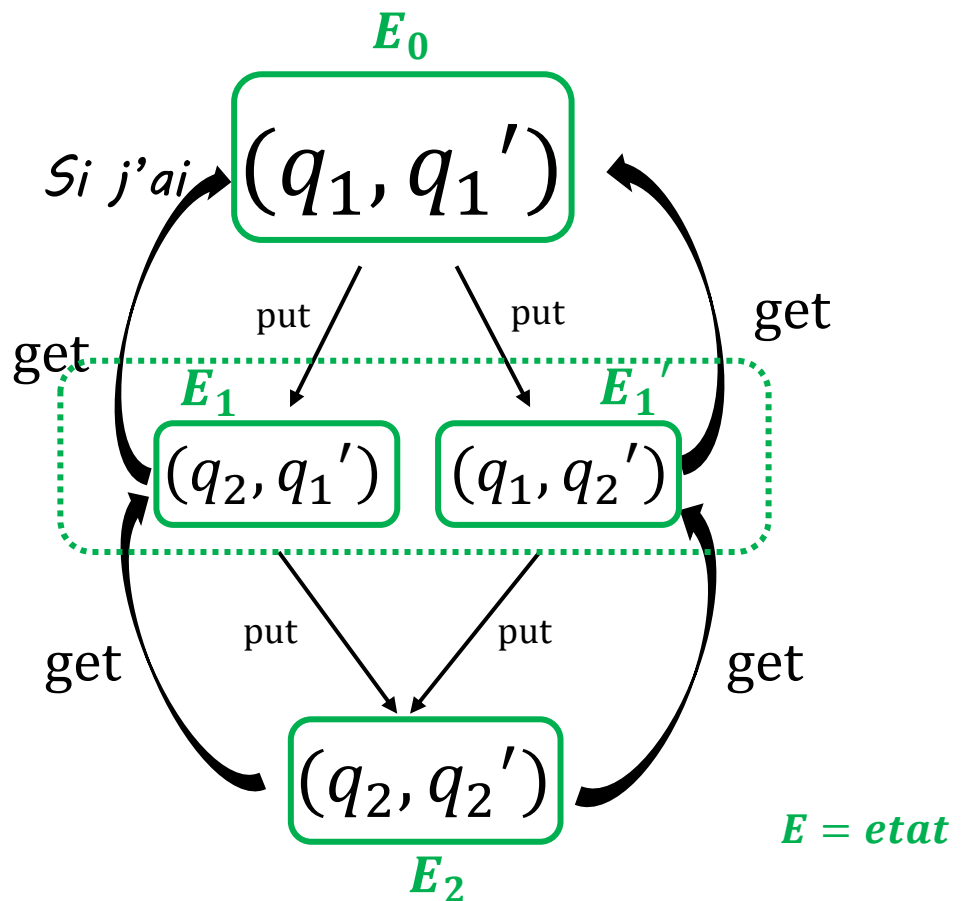 E₀
Si j'ai
(q₁, q₁′)
put
put
get
get
E₁
E₁′
(q₂, q₁′)
(q₁, q₂′)
put
put
get
get
(q₂, q₂′)
E = etat
E₂